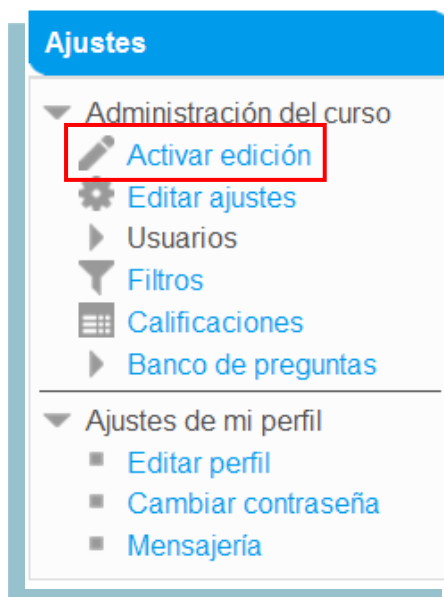 Ajustes
Administración del curso
Activar edición
Editar ajustes
Usuarios
Filtros
Calificaciones
Banco de preguntas
Ajustes de mi perfil
Editar perfil
Cambiar contraseña
Mensajería